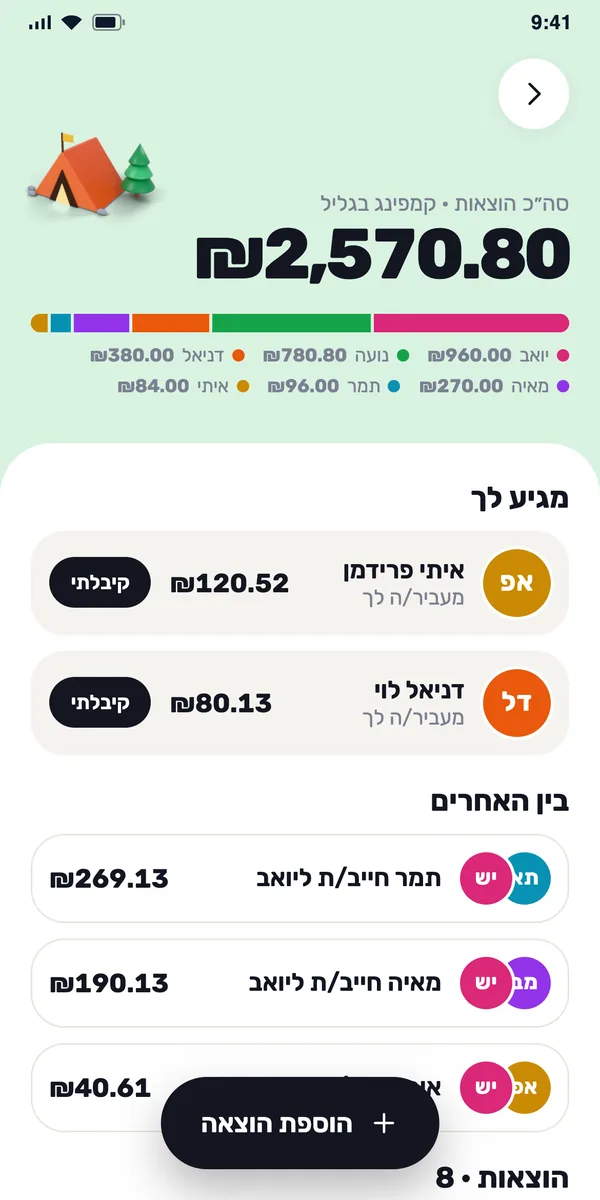 9:41
סה״כ הוצאות • קמפינג בגליל
₪2,570.80
יואב ₪960.00 נועה ₪780.80 דניאל ₪380.00
מאיה ₪270.00 תמר ₪96.00 איתי ₪84.00
מגיע לך
אפ איתי פרידמן ₪120.52 קיבלתי
מעביר/ה לך
דל דניאל לוי ₪80.13 קיבלתי
מעביר/ה לך
בין האחרים
תא יש תמר חייב/ת ליואב ₪269.13
מב יש מאיה חייב/ת ליואב ₪190.13
אפ יש ₪40.61
הוספת הוצאה
הוצאות • 8